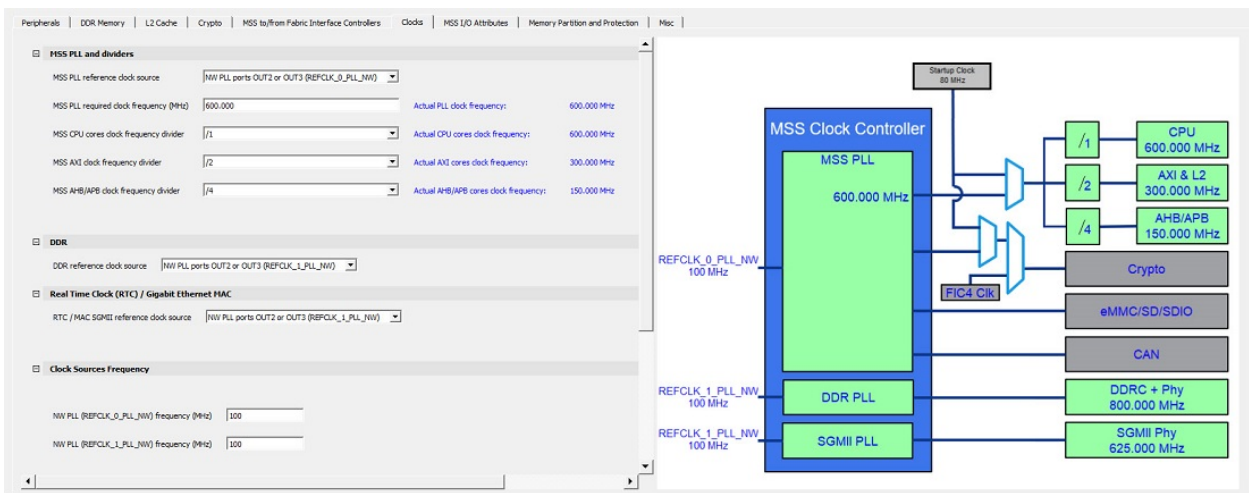 Peripherals | DDR Memory | L2 Cache | Crypto | MSS to/from Fabric Interface Controllers | Clocks | MSS I/O Attributes | Memory Partition and Protection | Misc
MSS PLL and dividers
MSS PLL reference clock source NW PLL ports OUT2 or OUT3 (REFCLK_0_PLL_NW)
MSS PLL required clock frequency (MHz) 600.000 Actual PLL clock frequency: 600.000 MHz
MSS CPU cores clock frequency divider /1 Actual CPU cores clock frequency: 600.000 MHz
MSS AXI clock frequency divider /2 Actual AXI cores clock frequency: 300.000 MHz
MSS AHB/APB clock frequency divider /4 Actual AHB/APB cores clock frequency: 150.000 MHz
DDR
DDR reference clock source NW PLL ports OUT2 or OUT3 (REFCLK_1_PLL_NW)
Real Time Clock (RTC) / Gigabit Ethernet MAC
RTC / MAC SGMII reference clock source NW PLL ports OUT2 or OUT3 (REFCLK_1_PLL_NW)
Clock Sources Frequency
NW PLL (REFCLK_0_PLL_NW) frequency (MHz) 100
NW PLL (REFCLK_1_PLL_NW) frequency (MHz) 100
Startup Clock
80 MHz
MSS Clock Controller
MSS PLL
600.000 MHz
/1
CPU
600.000 MHz
/2
AXI & L2
300.000 MHz
/4
AHB/APB
150.000 MHz
REFCLK_0_PLL_NW
100 MHz
FIC4 Clk
Crypto
eMMC/SD/SDIO
CAN
REFCLK_1_PLL_NW
100 MHz
DDR PLL
DDRC + Phy
800.000 MHz
REFCLK_1_PLL_NW
100 MHz
SGMII PLL
SGMII Phy
625.000 MHz